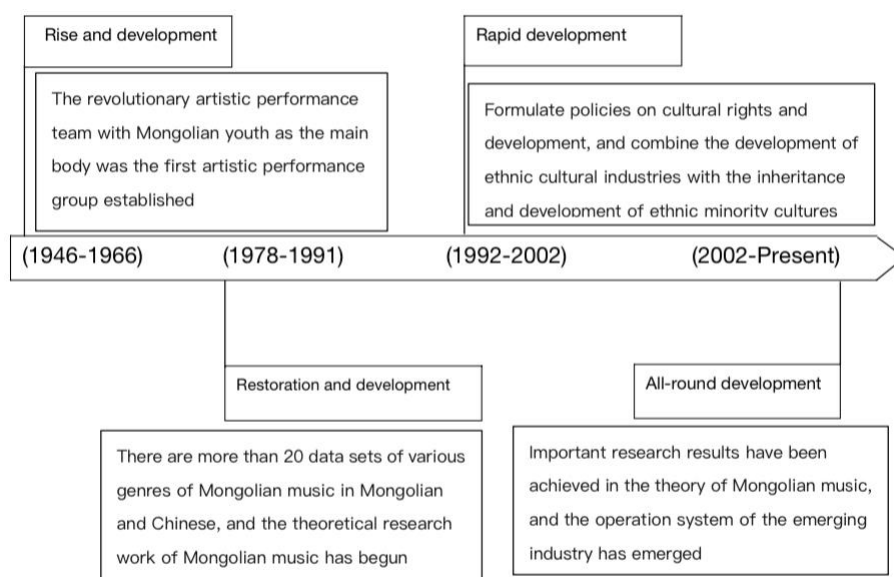 Rise and development
The revolutionary artistic performance
team with Mongolian youth as the main
body was the first artistic performance
group established
Rapid development
Formulate policies on cultural rights and
development, and combine the development of
ethnic cultural industries with the inheritance
and development of ethnic minority cultures
(1946-1966)
(1978-1991)
(1992-2002)
(2002-Present)
Restoration and development
There are more than 20 data sets of various
genres of Mongolian music in Mongolian
and Chinese, and the theoretical research
work of Mongolian music has begun
All-round development
Important research results have been
achieved in the theory of Mongolian music,
and the operation system of the emerging
industry has emerged